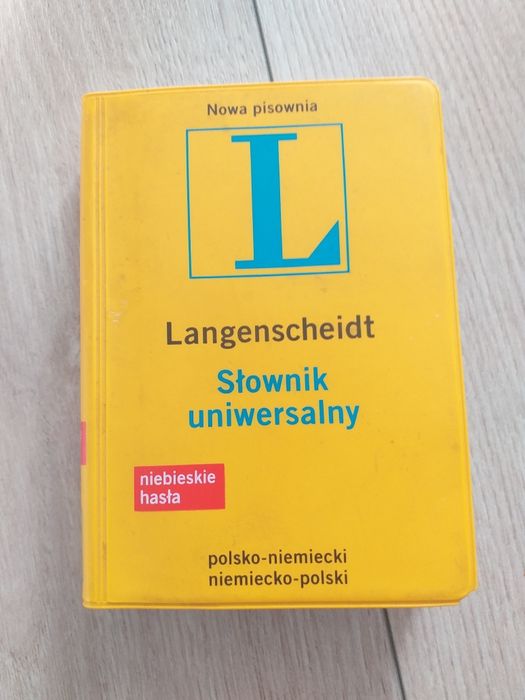 Nowa pisownia
L
Langenscheidt
Słownik
uniwersalny
niebieskie
hasła
polsko-niemiecki
niemiecko-polski